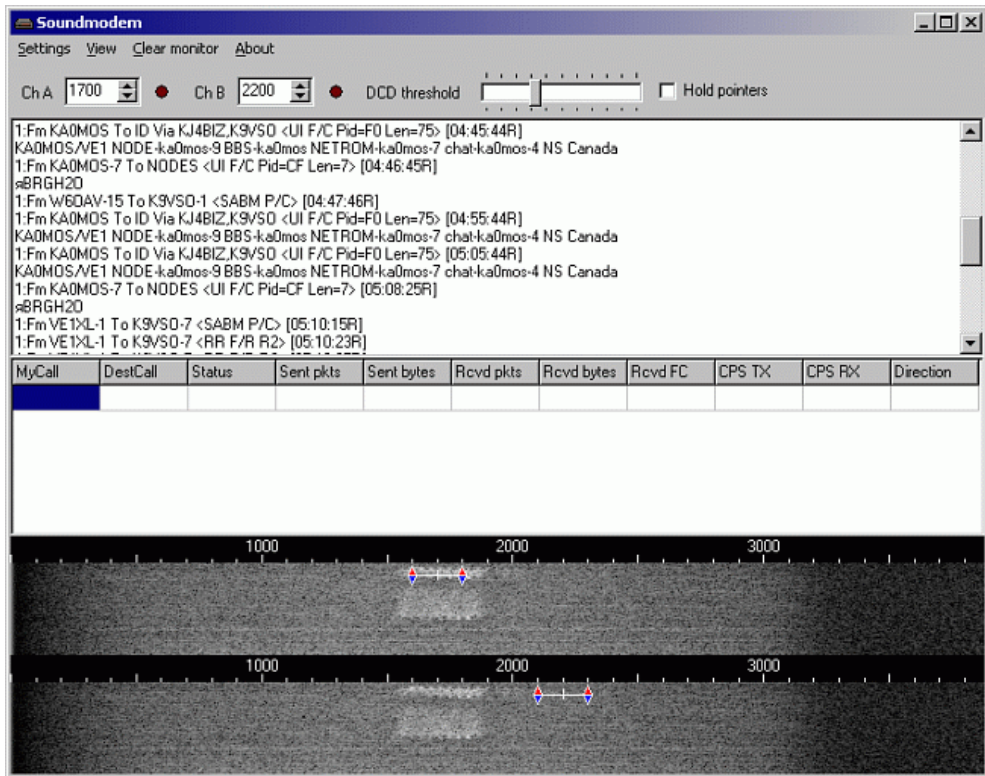 Soundmodem
Settings View Clear monitor About
Ch A 1700 Ch B 2200 DCD threshold Hold pointers
1:Fm KA0MOS To ID Via KJ4BIZ,K9VSO <UI F/C Pid=F0 Len=75> [04:45:44R]
KA0MOS/VE1 NODE-ka0mos-9 BBS-ka0mos NETROM-ka0mos-7 chat-ka0mos-4 NS Canada
1:Fm KA0MOS-7 To NODES <UI F/C Pid=CF Len=7> [04:46:45R]
яBRGH2O
1:Fm W6OAV-15 To K9VSO-1 <SABM P/C> [04:47:46R]
1:Fm KA0MOS To ID Via KJ4BIZ,K9VSO <UI F/C Pid=F0 Len=75> [04:55:44R]
KA0MOS/VE1 NODE-ka0mos-9 BBS-ka0mos NETROM-ka0mos-7 chat-ka0mos-4 NS Canada
1:Fm KA0MOS To ID Via KJ4BIZ,K9VSO <UI F/C Pid=F0 Len=75> [05:05:44R]
KA0MOS/VE1 NODE-ka0mos-9 BBS-ka0mos NETROM-ka0mos-7 chat-ka0mos-4 NS Canada
1:Fm KA0MOS-7 To NODES <UI F/C Pid=CF Len=7> [05:08:25R]
яBRGH2O
1:Fm VE1XL-1 To K9VSO-7 <SABM P/C> [05:10:15R]
1:Fm VE1XL-1 To K9VSO-7 <RR F/R R2> [05:10:23R]
MyCall DestCall Status Sent pkts Sent bytes Rcvd pkts Rcvd bytes Rcvd FC CPS TX CPS RX Direction
1000 2000 3000
1000 2000 3000